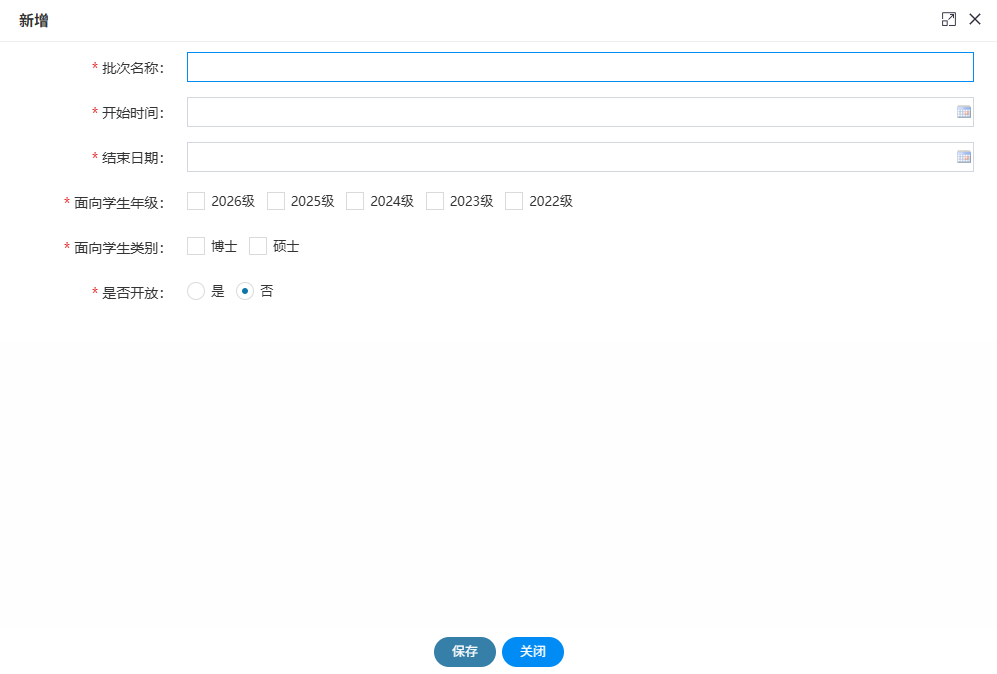 新增
* 批次名称：
* 开始时间：
* 结束日期：
* 面向学生年级： 2026级 2025级 2024级 2023级 2022级
* 面向学生类别： 博士 硕士
* 是否开放： 是 否
保存 关闭